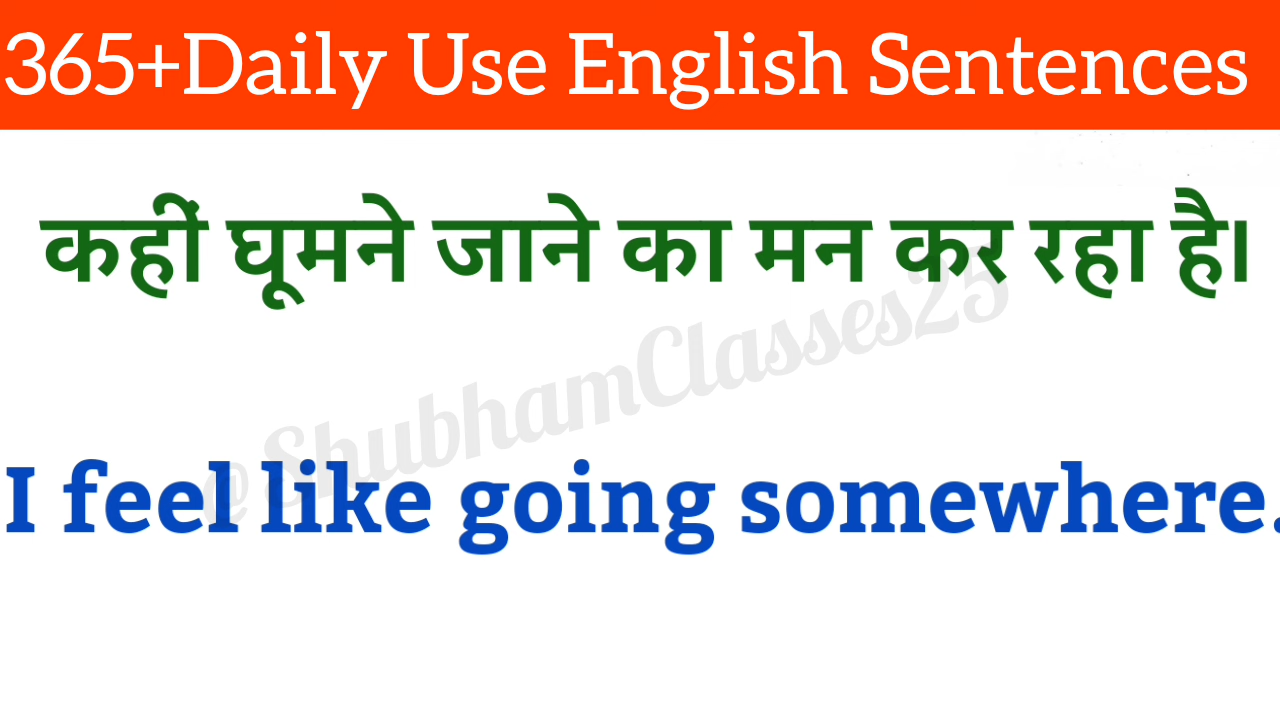 365+Daily Use English Sentences
कहीं घूमने जाने का मन कर रहा है।
@ShubhamClasses25
I feel like going somewhere.